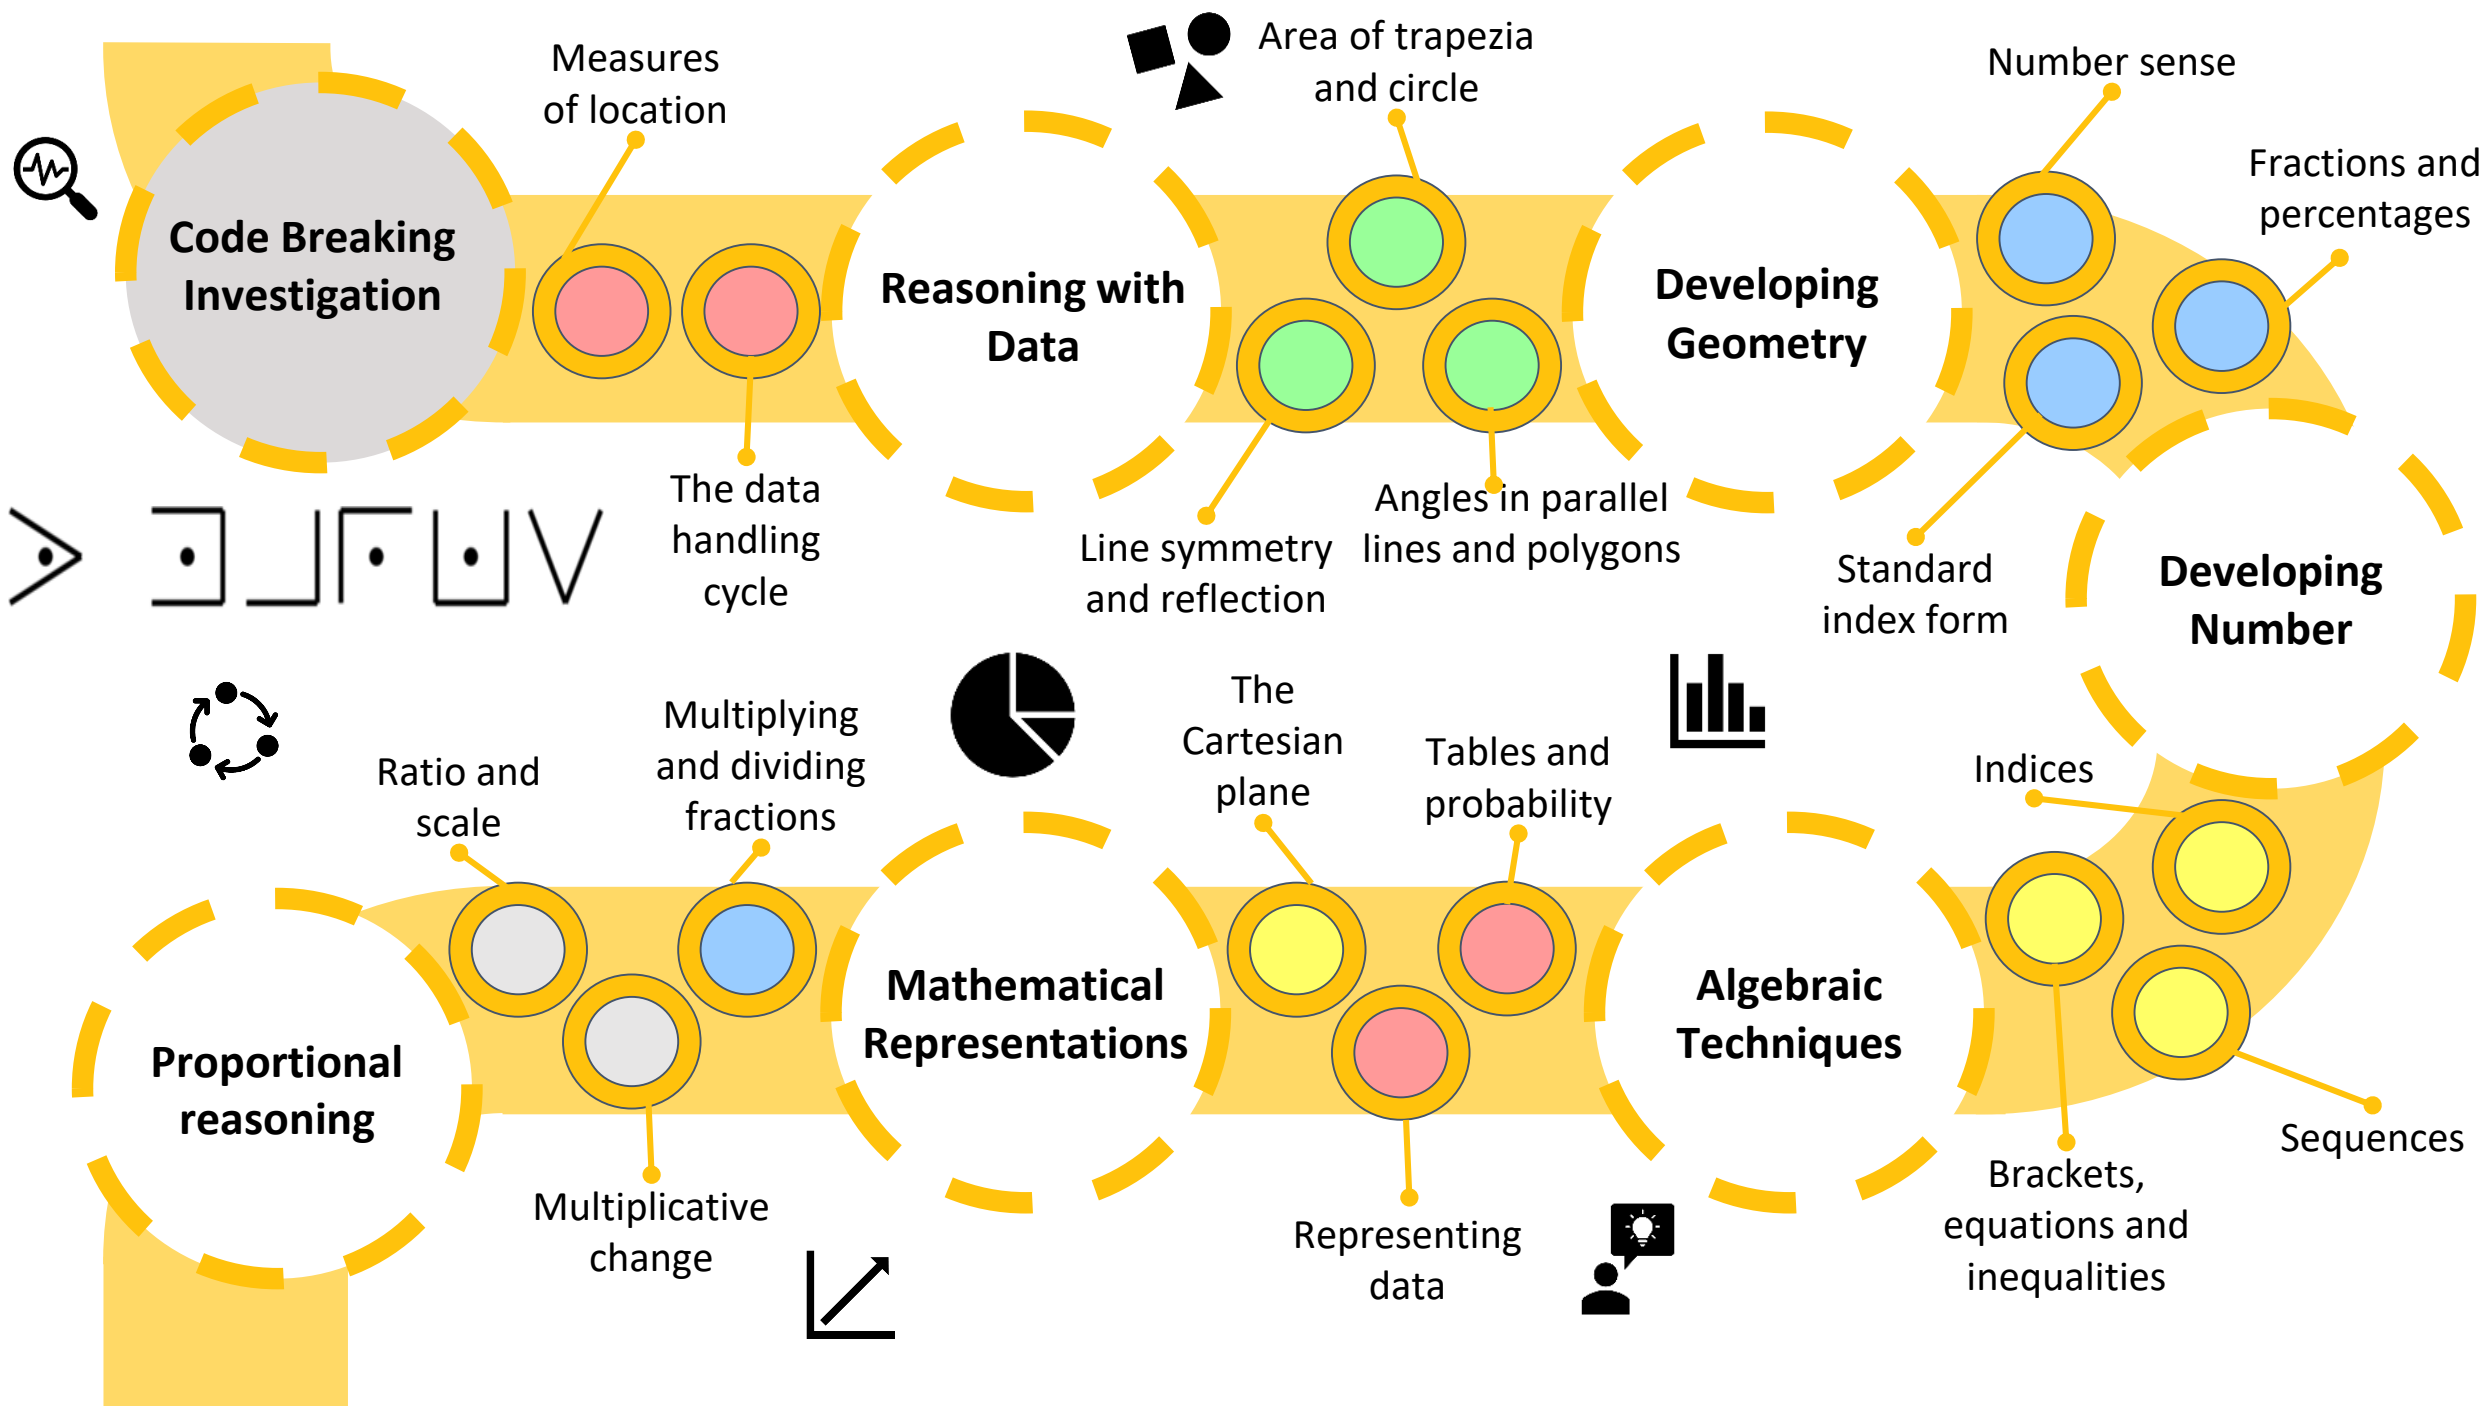 Measures
of location
Area of trapezia
and circle
Number sense
Fractions and
percentages
Code Breaking
Investigation
Reasoning with
Data
Developing
Geometry
The data
handling
cycle
Line symmetry
and reflection
Angles in parallel
lines and polygons
Standard
index form
Developing
Number
Ratio and
scale
Multiplying
and dividing
fractions
The
Cartesian
plane
Tables and
probability
Indices
Proportional
reasoning
Mathematical
Representations
Algebraic
Techniques
Multiplicative
change
Representing
data
Brackets,
equations and
inequalities
Sequences